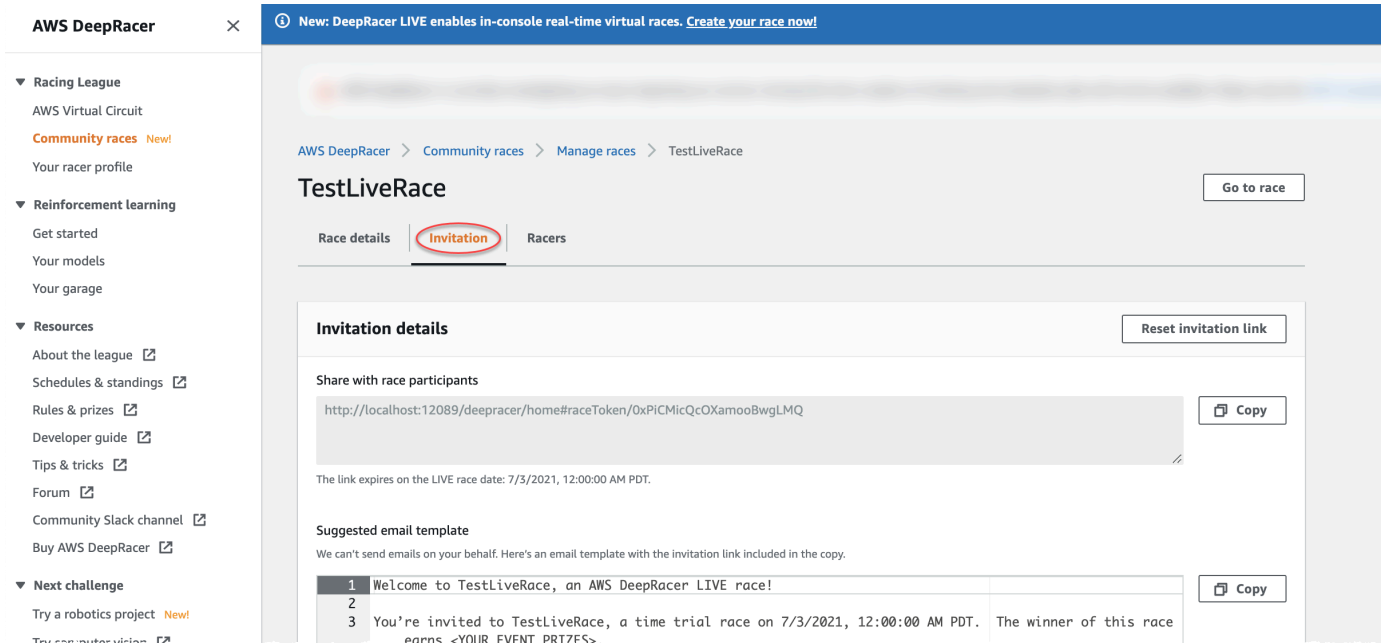 AWS DeepRacer
New: DeepRacer LIVE enables in-console real-time virtual races. Create your race now!
Racing League
AWS Virtual Circuit
Community races New!
Your racer profile
Reinforcement learning
Get started
Your models
Your garage
Resources
About the league
Schedules & standings
Rules & prizes
Developer guide
Tips & tricks
Forum
Community Slack channel
Buy AWS DeepRacer
Next challenge
Try a robotics project New!
Try
AWS DeepRacer > Community races > Manage races > TestLiveRace
TestLiveRace
Go to race
Race details
Invitation
Racers
Invitation details
Reset invitation link
Share with race participants
http://localhost:12089/deepracer/home#raceToken/0xPiCMicQcOXamooBwgLMQ
Copy
The link expires on the LIVE race date: 7/3/2021, 12:00:00 AM PDT.
Suggested email template
We can't send emails on your behalf. Here's an email template with the invitation link included in the copy.
1 Welcome to TestLiveRace, an AWS DeepRacer LIVE race!
Copy
2
3 You're invited to TestLiveRace, a time trial race on 7/3/2021, 12:00:00 AM PDT. The winner of this race
earns <YOUR EVENT PRIZES>